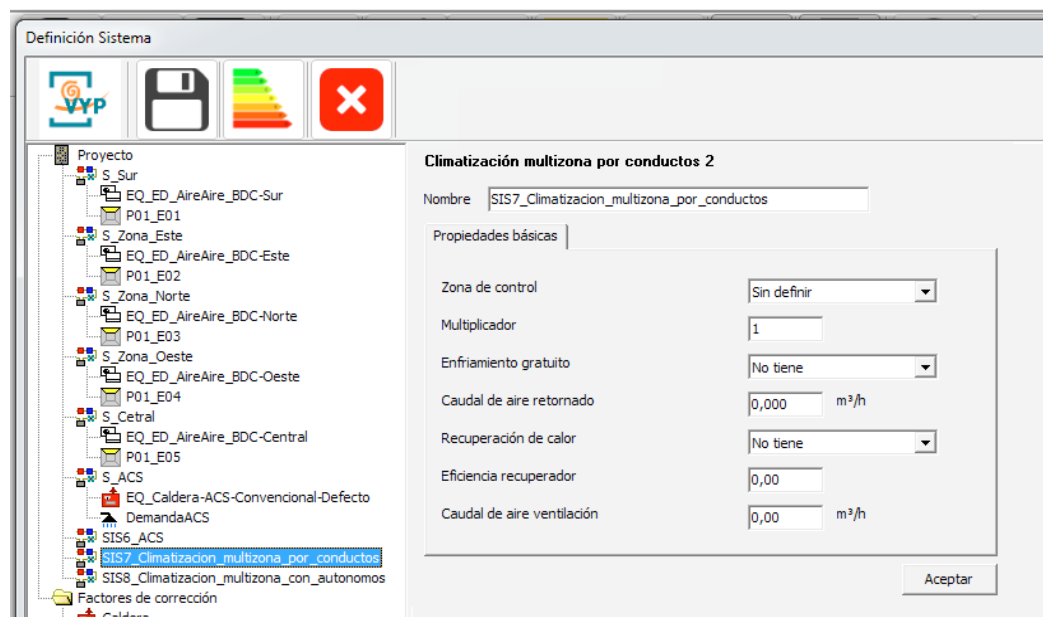 Definición Sistema
VYP
Proyecto
S_Sur
EQ_ED_AireAire_BDC-Sur
P01_E01
S_Zona_Este
EQ_ED_AireAire_BDC-Este
P01_E02
S_Zona_Norte
EQ_ED_AireAire_BDC-Norte
P01_E03
S_Zona_Oeste
EQ_ED_AireAire_BDC-Oeste
P01_E04
S_Cetral
EQ_ED_AireAire_BDC-Central
P01_E05
S_ACS
EQ_Caldera-ACS-Convencional-Defecto
DemandaACS
SIS6_ACS
SIS7_Climatizacion_multizona_por_conductos
SIS8_Climatizacion_multizona_con_autonomos
Factores de corrección
Caldera
Climatización multizona por conductos 2
Nombre SIS7_Climatizacion_multizona_por_conductos
Propiedades básicas
Zona de control Sin definir
Multiplicador 1
Enfriamiento gratuito No tiene
Caudal de aire retornado 0,000 m³/h
Recuperación de calor No tiene
Eficiencia recuperador 0,00
Caudal de aire ventilación 0,00 m³/h
Aceptar